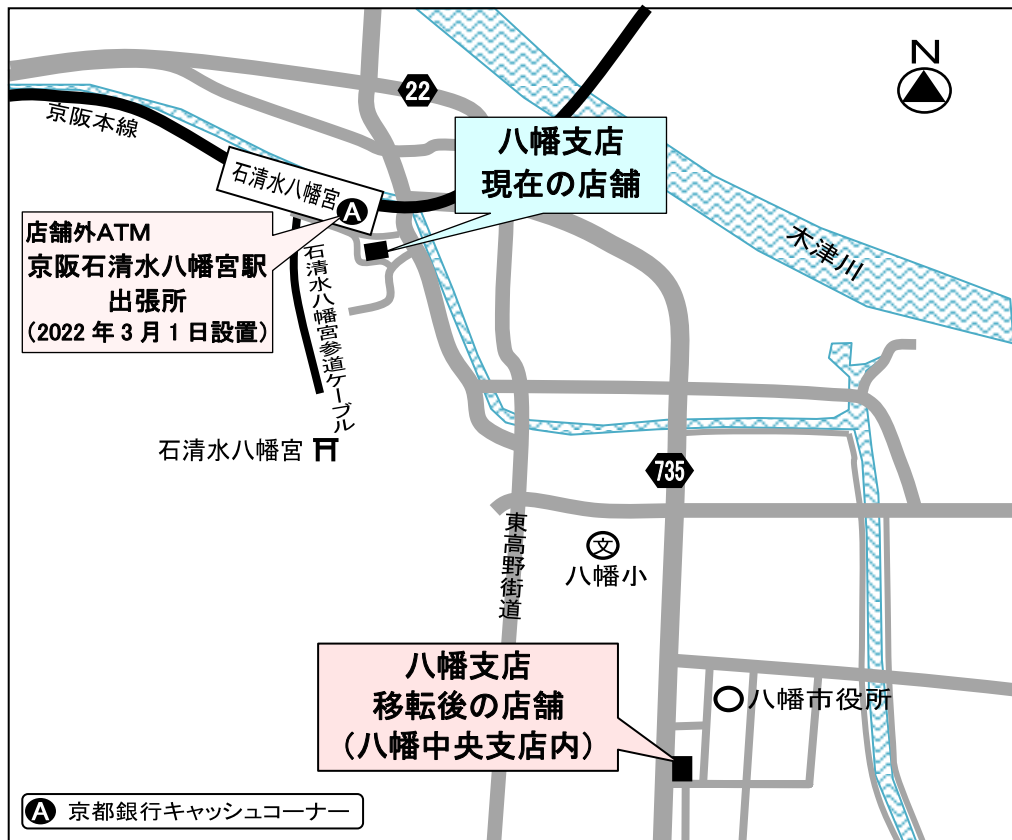 N
22
京阪本線
八幡支店
現在の店舗
石清水八幡宮
A
店舗外ATM
京阪石清水八幡宮駅
出張所
（2022年3月1日設置）
木津川
石清水八幡宮参道ケーブル
石清水八幡宮
735
東高野街道
文
八幡小
八幡支店
移転後の店舗
（八幡中央支店内）
八幡市役所
A 京都銀行キャッシュコーナー